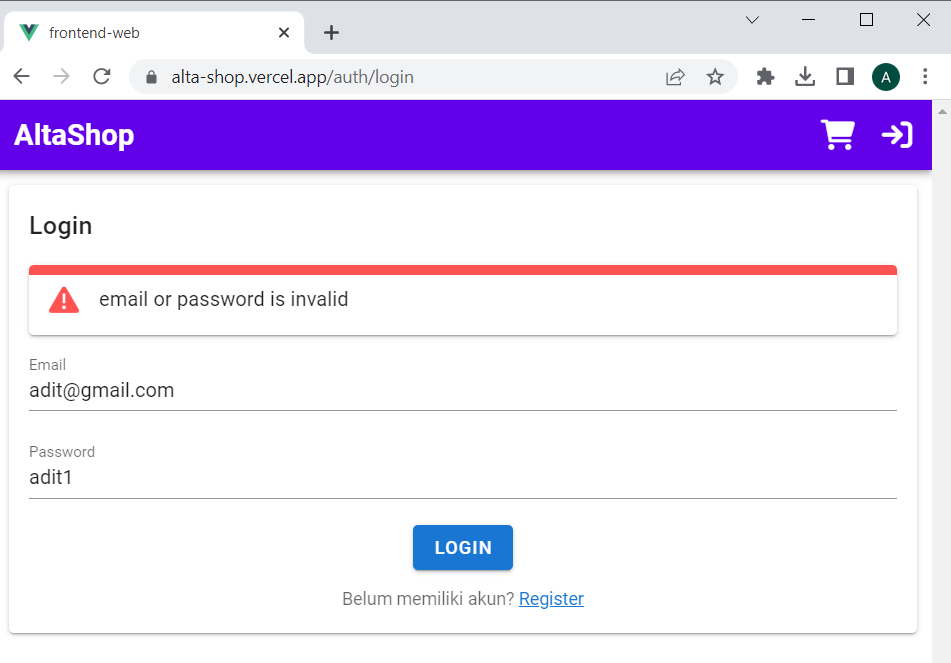 frontend-web
alta-shop.vercel.app/auth/login
A
AltaShop
Login
email or password is invalid
Email
adit@gmail.com
Password
adit1
LOGIN
Belum memiliki akun? Register